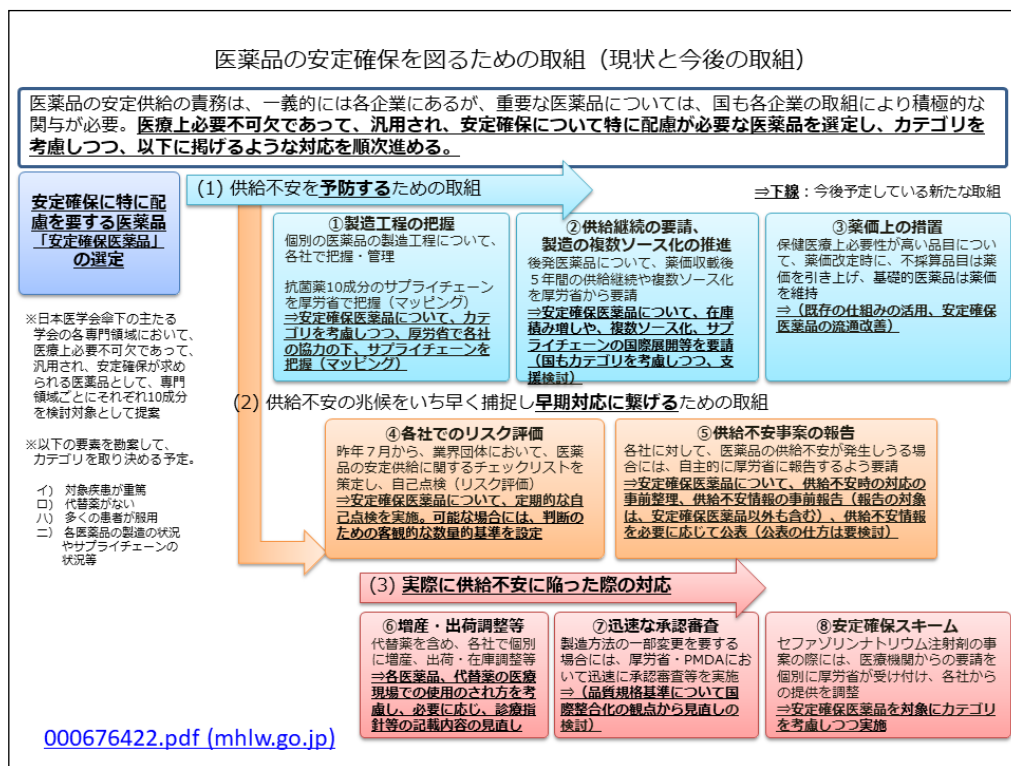 医薬品の安定確保を図るための取組（現状と今後の取組）
医薬品の安定供給の責務は、一義的には各企業にあるが、重要な医薬品については、国も各企業の取組により積極的な
関与が必要。医療上必要不可欠であって、汎用され、安定確保について特に配慮が必要な医薬品を選定し、カテゴリを
考慮しつつ、以下に掲げるような対応を順次進める。
安定確保に特に配
慮を要する医薬品
「安定確保医薬品」
の選定
※日本医学会傘下の主たる
学会の各専門領域において、
医療上必要不可欠であって、
汎用され、安定確保が求め
られる医薬品として、専門
領域ごとにそれぞれ10成分
を検討対象として提案
※以下の要素を勘案して、
カテゴリを取り決める予定。
イ） 対象疾患が重篤
ロ） 代替薬がない
ハ） 多くの患者が服用
ニ） 各医薬品の製造の状況
やサプライチェーンの
状況等
(1) 供給不安を予防するための取組
⇒下線：今後予定している新たな取組
①製造工程の把握
個別の医薬品の製造工程について、
各社で把握・管理
抗菌薬10成分のサプライチェーン
を厚労省で把握（マッピング）
⇒安定確保医薬品について、カテ
ゴリを考慮しつつ、厚労省で各社
の協力の下、サプライチェーンを
把握（マッピング）
②供給継続の要請、
製造の複数ソース化の推進
後発医薬品について、薬価収載後
５年間の供給継続や複数ソース化
を厚労省から要請
⇒安定確保医薬品について、在庫
積み増しや、複数ソース化、サプ
ライチェーンの国際展開等を要請
（国もカテゴリを考慮しつつ、支
援検討）
③薬価上の措置
保健医療上必要性が高い品目につい
て、薬価改定時に、不採算品目は薬
価を引き上げ、基礎的医薬品は薬価
を維持
⇒（既存の仕組みの活用、安定確保
医薬品の流通改善）
(2) 供給不安の兆候をいち早く捕捉し早期対応に繋げるための取組
④各社でのリスク評価
昨年７月から、業界団体において、医薬
品の安定供給に関するチェックリストを
策定し、自己点検（リスク評価）
⇒安定確保医薬品について、定期的な自
己点検を実施。可能な場合には、判断の
ための客観的な数量的基準を設定
⑤供給不安事案の報告
各社に対して、医薬品の供給不安が発生しうる場
合には、自主的に厚労省に報告するよう要請
⇒安定確保医薬品について、供給不安時の対応の
事前整理、供給不安情報の事前報告（報告の対象
は、安定確保医薬品以外も含む）、供給不安情報
を必要に応じて公表（公表の仕方は要検討）
(3) 実際に供給不安に陥った際の対応
⑥増産・出荷調整等
代替薬を含め、各社で個別
に増産、出荷・在庫調整等
⇒各医薬品、代替薬の医療
現場での使用のされ方を考
慮し、必要に応じ、診療指
針等の記載内容の見直し
⑦迅速な承認審査
製造方法の一部変更を要する
場合には、厚労省・PMDAにおい
て迅速に承認審査等を実施
⇒（品質規格基準について国
際整合化の観点から見直しの
検討）
⑧安定確保スキーム
セファゾリンナトリウム注射剤の事
案の際には、医療機関からの要請を
個別に厚労省が受け付け、各社から
の提供を調整
⇒安定確保医薬品を対象にカテゴリ
を考慮しつつ実施
000676422.pdf (mhlw.go.jp)